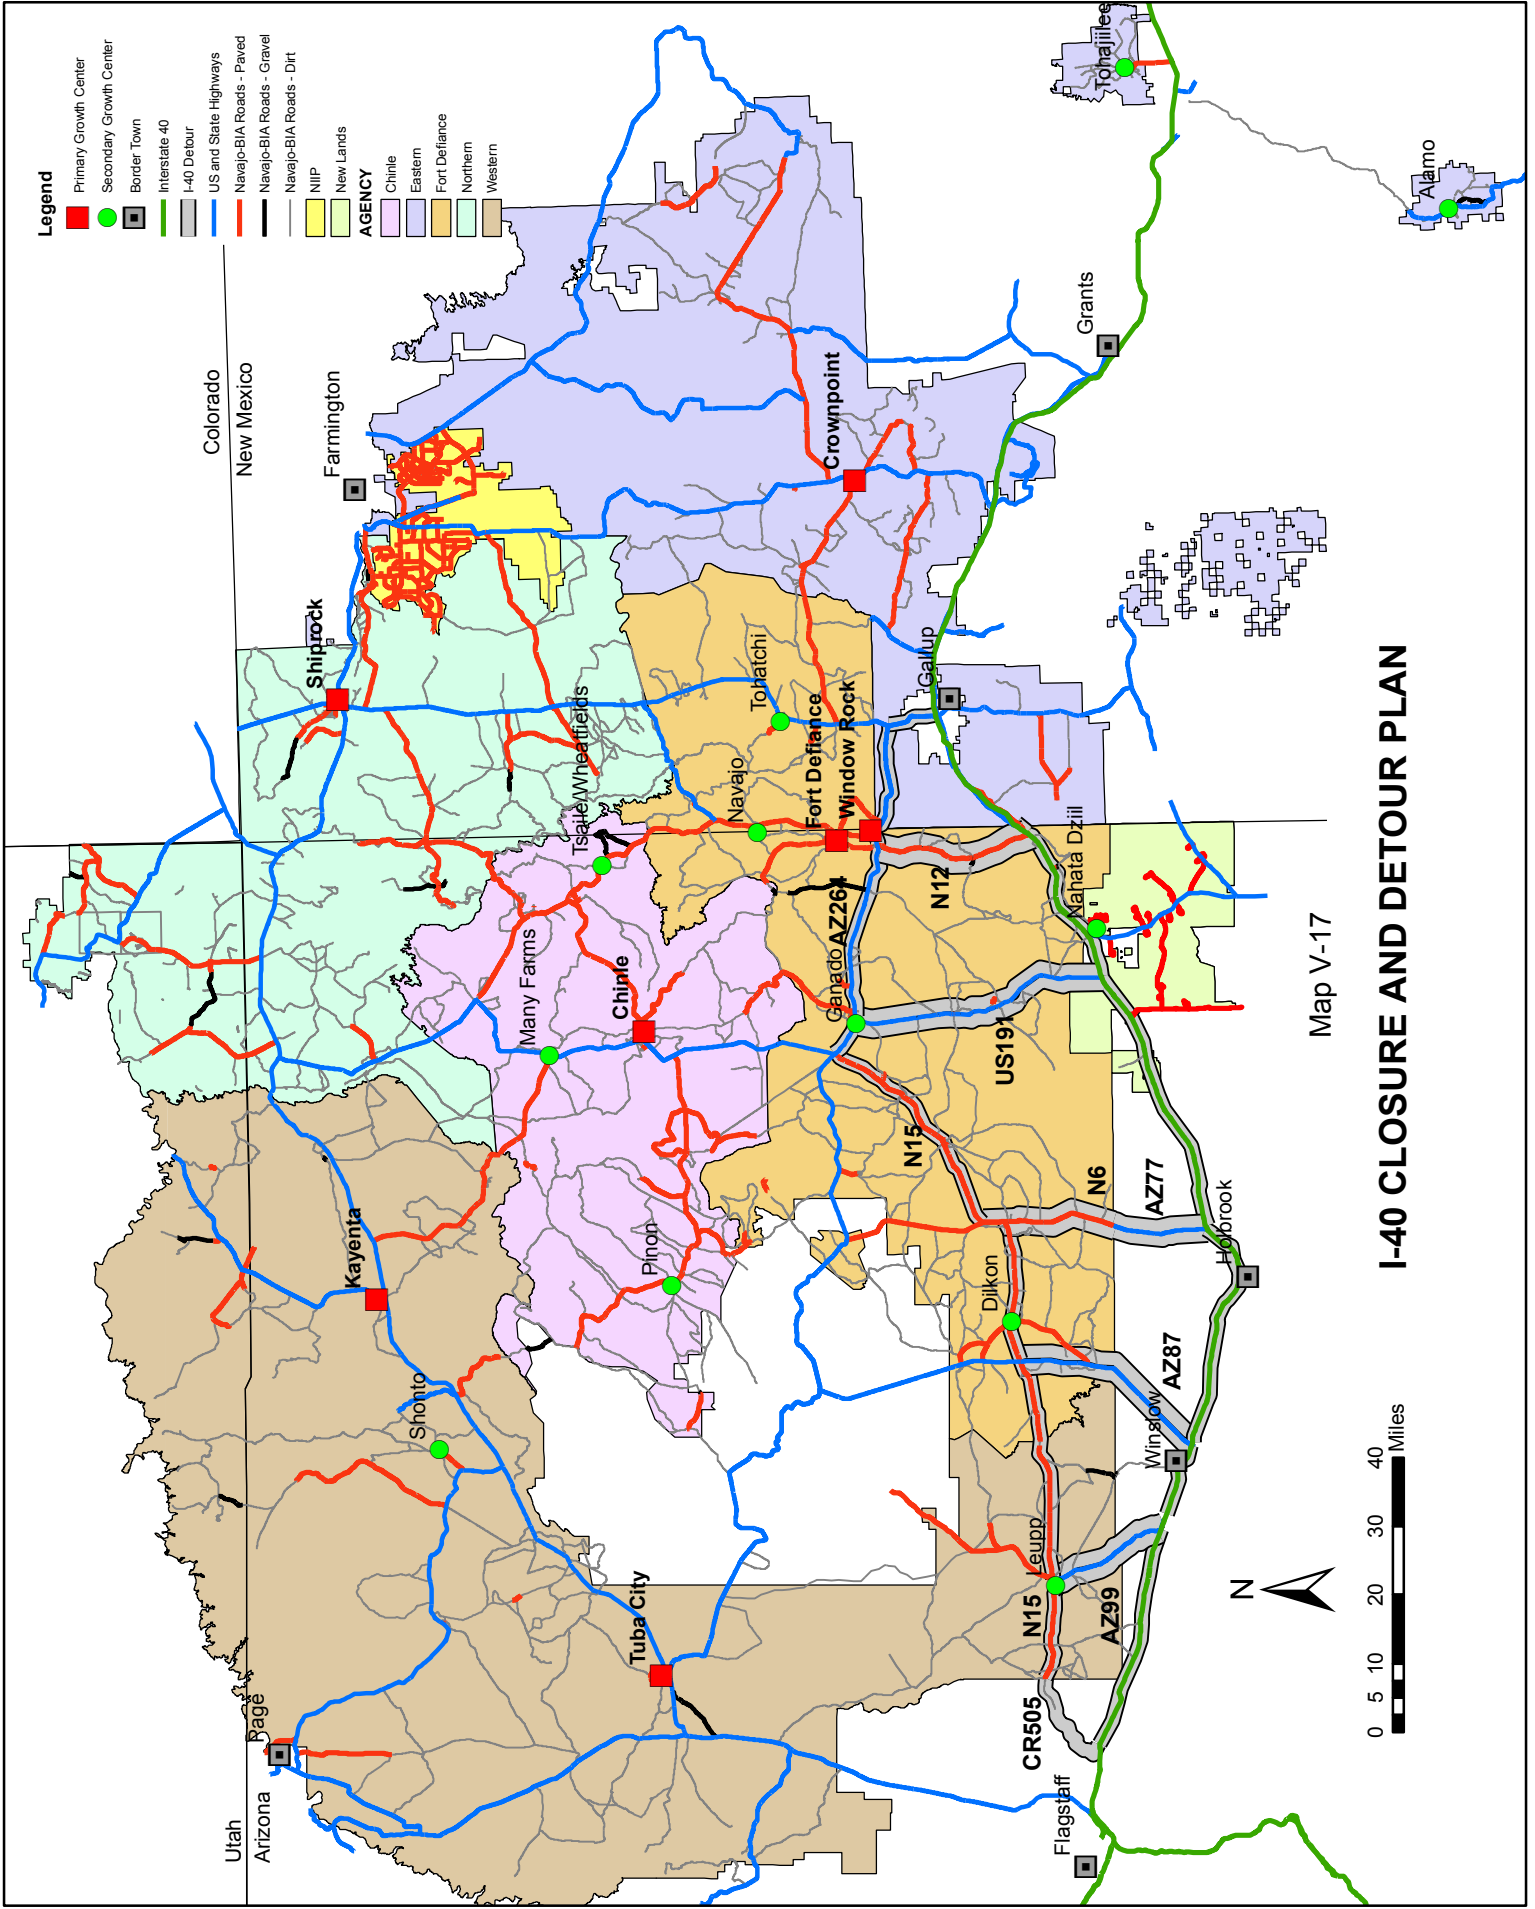 Legend
Primary Growth Center
Secondary Growth Center
Border Town
Interstate 40
I-40 Detour
US and State Highways
Navajo-BIA Roads - Paved
Navajo-BIA Roads - Gravel
Navajo-BIA Roads - Dirt
NIIP
New Lands
AGENCY
Chinle
Eastern
Fort Defiance
Northern
Western
Utah
Arizona
Colorado
New Mexico
Page
Farmington
Shiprock
Kayenta
Shonto
Tsaile/Wheatfields
Many Farms
Chinle
Pinon
Tuba City
Navajo
Tohatchi
Fort Defiance
Window Rock
Crownpoint
Ganado
AZ264
N12
Gallup
Grants
Tohajiilee
Alamo
Nahata Dziil
US191
N15
N6
AZ77
Holbrook
Dilkon
AZ87
Winslow
Leupp
N15
AZ99
CR505
Flagstaff
N
0 5 10 20 30 40
Miles
Map V-17
I-40 CLOSURE AND DETOUR PLAN